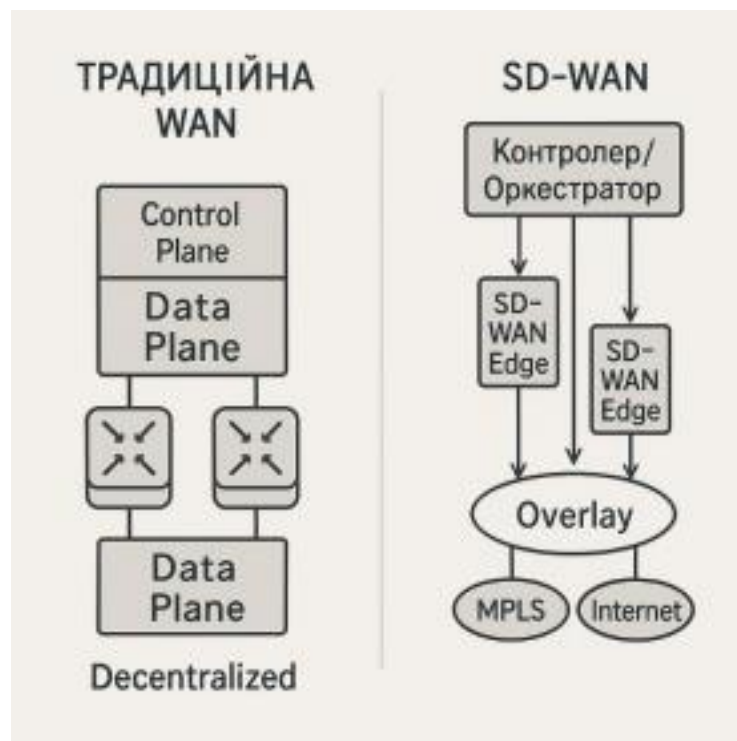 ТРАДИЦІЙНА
WAN
Control
Plane
Data
Plane
Data
Plane
Decentralized
SD-WAN
Контролер/
Оркестратор
SD-
WAN
Edge
SD-
WAN
Edge
Overlay
MPLS
Internet